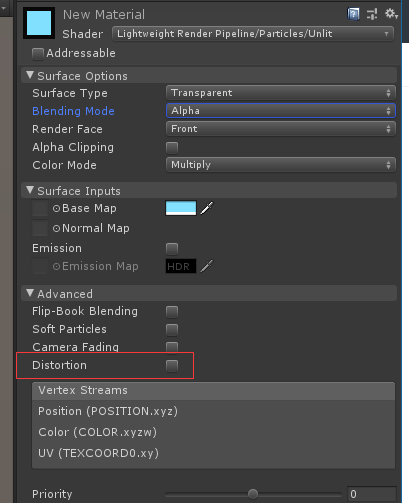 New Material
Shader Lightweight Render Pipeline/Particles/Unlit
Addressable
Surface Options
Surface Type Transparent
Blending Mode Alpha
Render Face Front
Alpha Clipping
Color Mode Multiply
Surface Inputs
Base Map
Normal Map
Emission
Emission Map HDR
Advanced
Flip-Book Blending
Soft Particles
Camera Fading
Distortion
Vertex Streams
Position (POSITION.xyz)
Color (COLOR.xyzw)
UV (TEXCOORD0.xy)
Priority 0